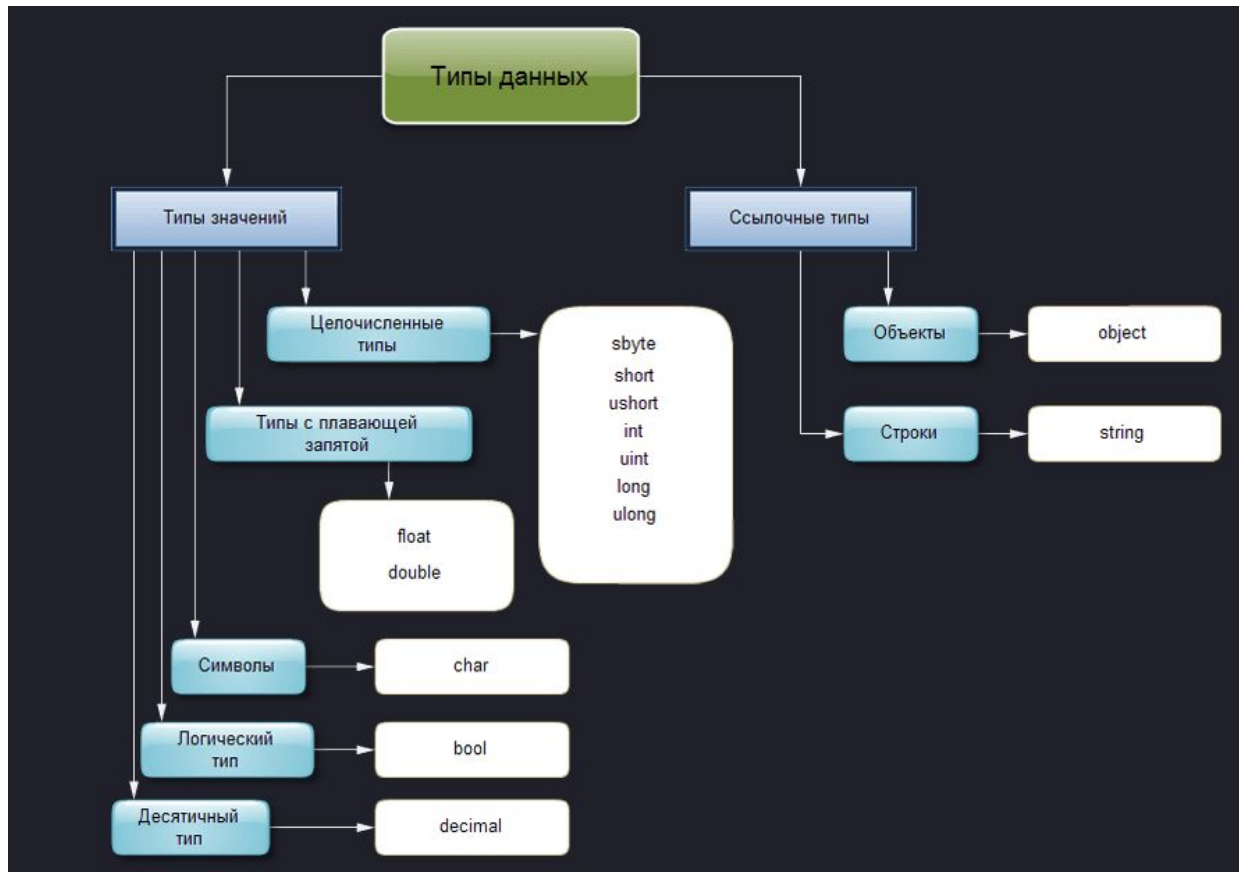 Типы данных
Типы значений
Ссылочные типы
Целочисленные
типы
sbyte
short
ushort
int
uint
long
ulong
Объекты
object
Типы с плавающей
запятой
Строки
string
float
double
Символы
char
Логический
тип
bool
Десятичный
тип
decimal